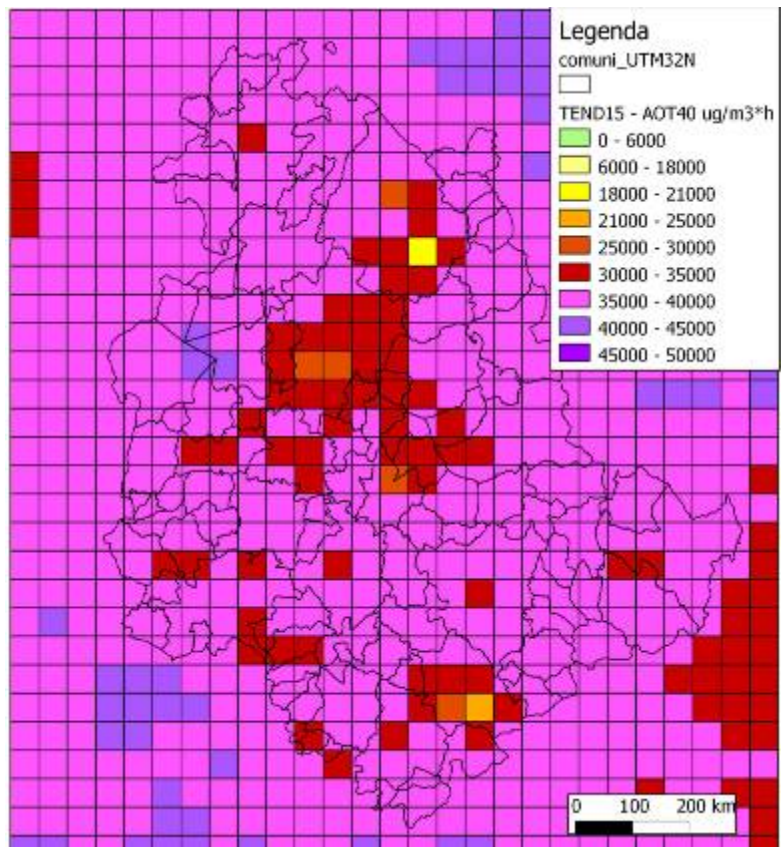 Legenda
comuni_UTM32N
TEND15 - AOT40 ug/m3*h
0 - 6000
6000 - 18000
18000 - 21000
21000 - 25000
25000 - 30000
30000 - 35000
35000 - 40000
40000 - 45000
45000 - 50000
0 100 200 km